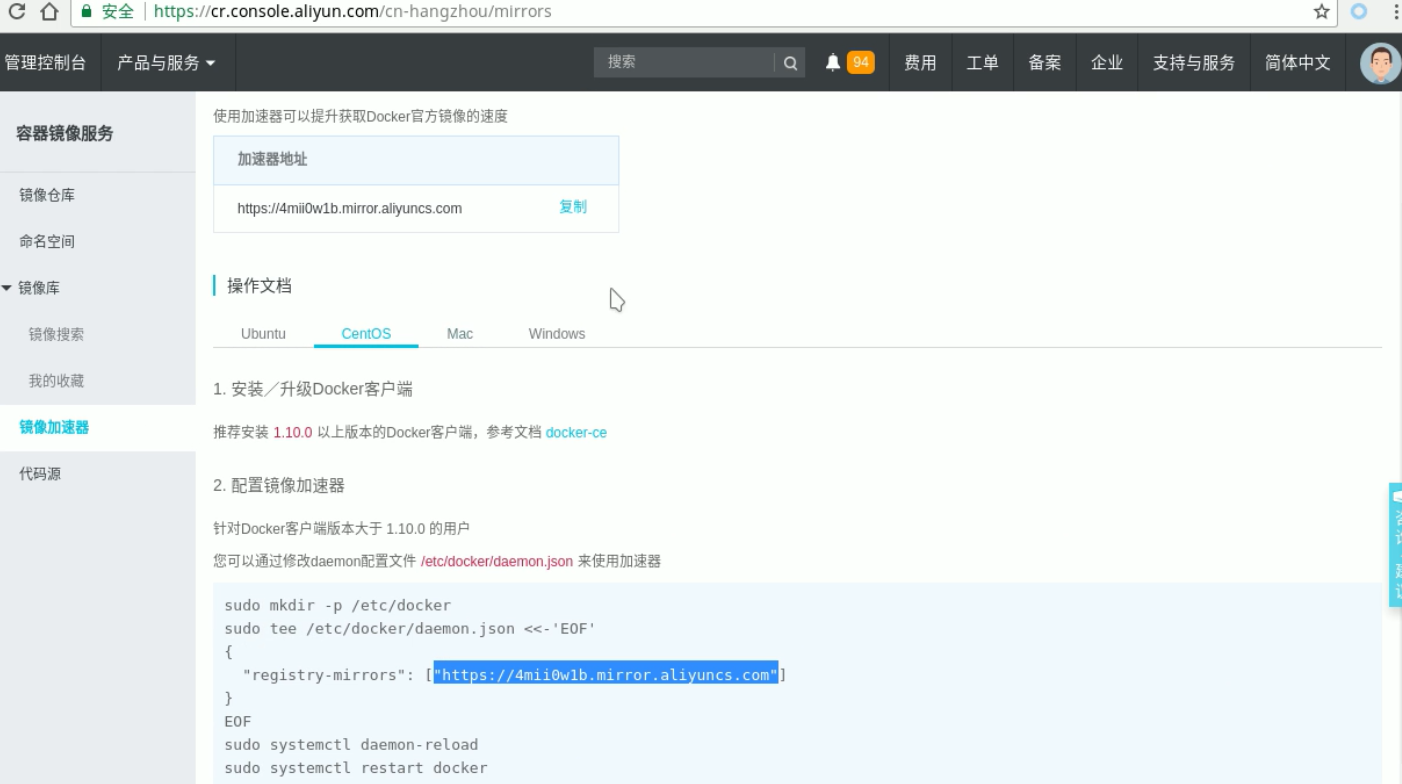 安全 https://cr.console.aliyun.com/cn-hangzhou/mirrors
管理控制台 产品与服务 搜索 94 费用 工单 备案 企业 支持与服务 简体中文
容器镜像服务
镜像仓库
命名空间
镜像库
镜像搜索
我的收藏
镜像加速器
代码源
使用加速器可以提升获取Docker官方镜像的速度
加速器地址
https://4mii0w1b.mirror.aliyuncs.com 复制
操作文档
Ubuntu CentOS Mac Windows
1. 安装／升级Docker客户端
推荐安装 1.10.0 以上版本的Docker客户端，参考文档 docker-ce
2. 配置镜像加速器
针对Docker客户端版本大于 1.10.0 的用户
您可以通过修改daemon配置文件 /etc/docker/daemon.json 来使用加速器
sudo mkdir -p /etc/docker
sudo tee /etc/docker/daemon.json <<-'EOF'
{
"registry-mirrors": ["https://4mii0w1b.mirror.aliyuncs.com"]
}
EOF
sudo systemctl daemon-reload
sudo systemctl restart docker